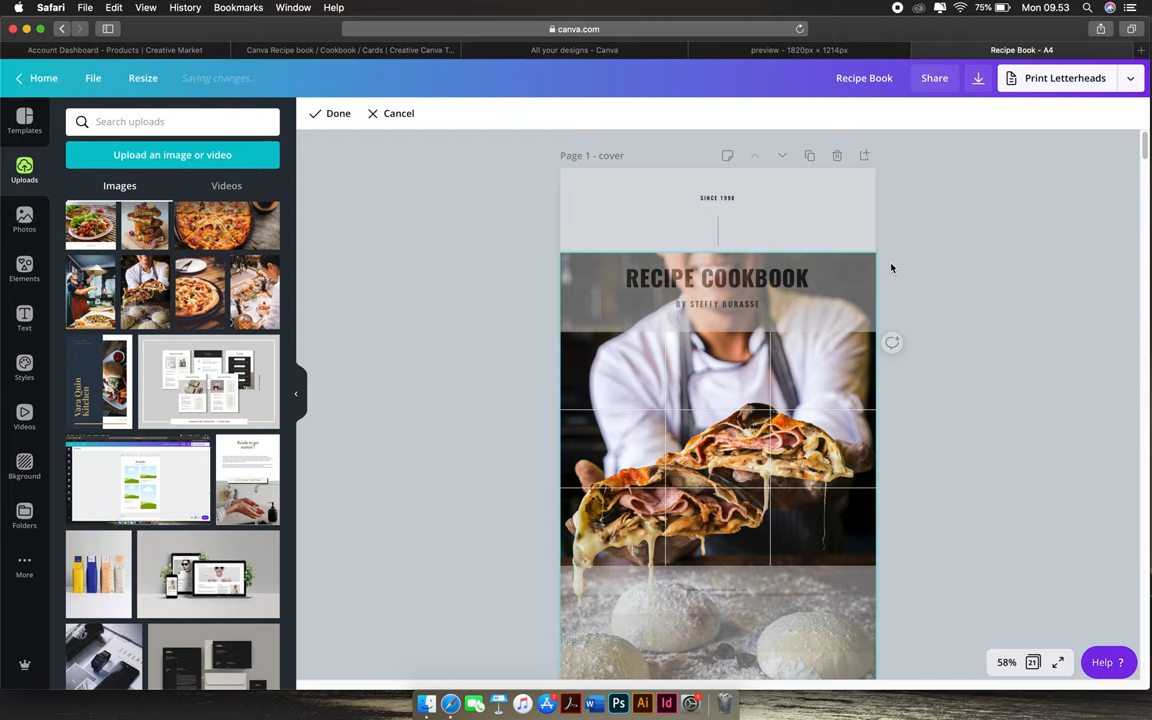 Safari File Edit View History Bookmarks Window Help
75% Mon 09.53
canva.com
Account Dashboard - Products | Creative Market
Canva Recipe book / Cookbook / Cards | Creative Canva T...
All your designs - Canva
preview - 1820px × 1214px
Recipe Book - A4
Home File Resize Saving changes...
Recipe Book Share Print Letterheads
Templates
Uploads
Photos
Elements
Text
Styles
Videos
Bkground
Folders
More
Search uploads
Upload an image or video
Images Videos
Vara Quin
Kitchen
Done Cancel
Page 1 - cover
SINCE 1998
RECIPE COOKBOOK
BY STEFFY BURASSE
58% 21 Help ?